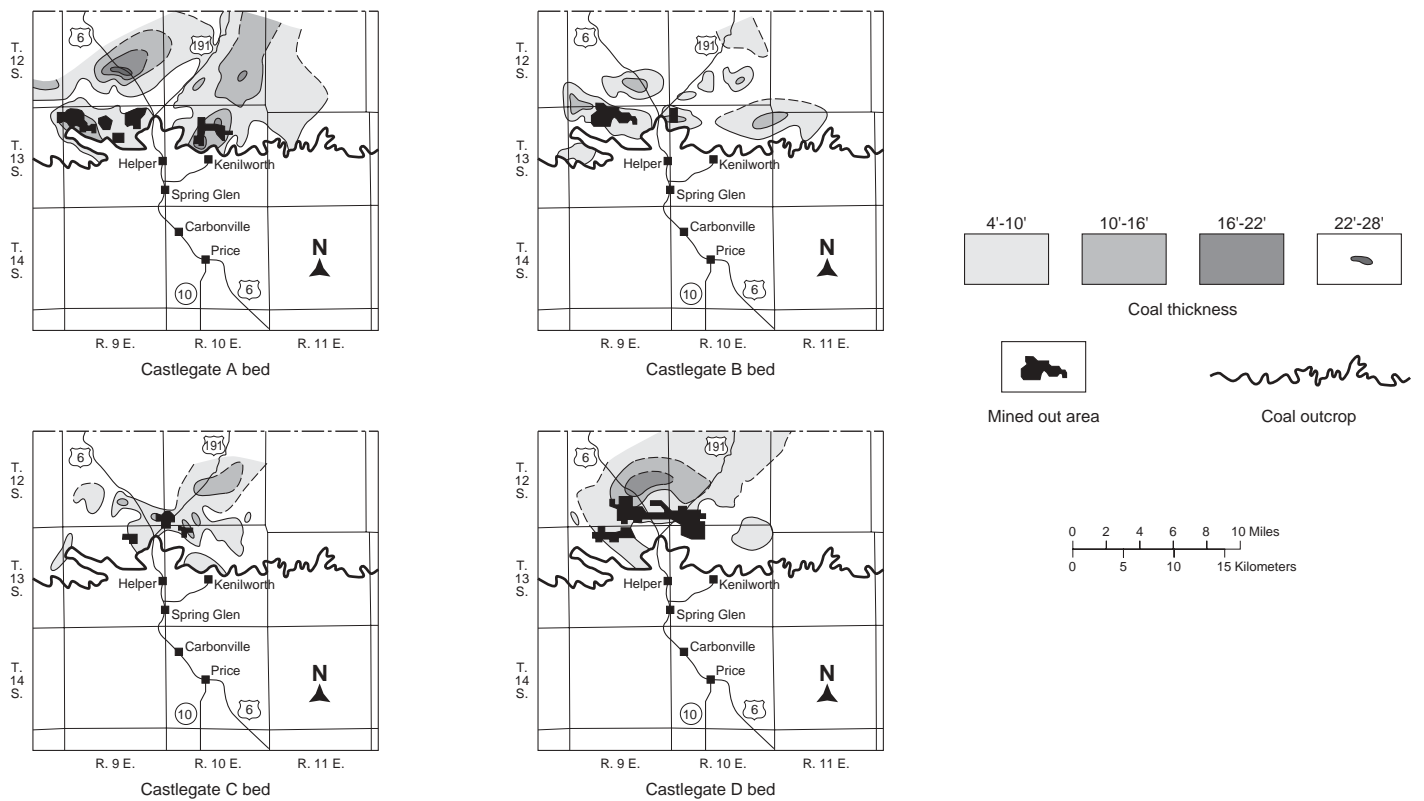 T.
12
S.
T.
13
S.
T.
14
S.
6
191
Helper
Kenilworth
Spring Glen
Carbonville
Price
N
10
6
R. 9 E.
R. 10 E.
R. 11 E.
Castlegate A bed
T.
12
S.
T.
13
S.
T.
14
S.
6
191
Helper
Kenilworth
Spring Glen
Carbonville
Price
N
10
6
R. 9 E.
R. 10 E.
R. 11 E.
Castlegate B bed
4'-10'
10'-16'
16'-22'
22'-28'
Coal thickness
Mined out area
Coal outcrop
T.
12
S.
T.
13
S.
T.
14
S.
6
191
Helper
Kenilworth
Spring Glen
Carbonville
Price
N
10
6
R. 9 E.
R. 10 E.
R. 11 E.
Castlegate C bed
T.
12
S.
T.
13
S.
T.
14
S.
6
191
Helper
Kenilworth
Spring Glen
Carbonville
Price
N
10
6
R. 9 E.
R. 10 E.
R. 11 E.
Castlegate D bed
0 2 4 6 8 10 Miles
0 5 10 15 Kilometers